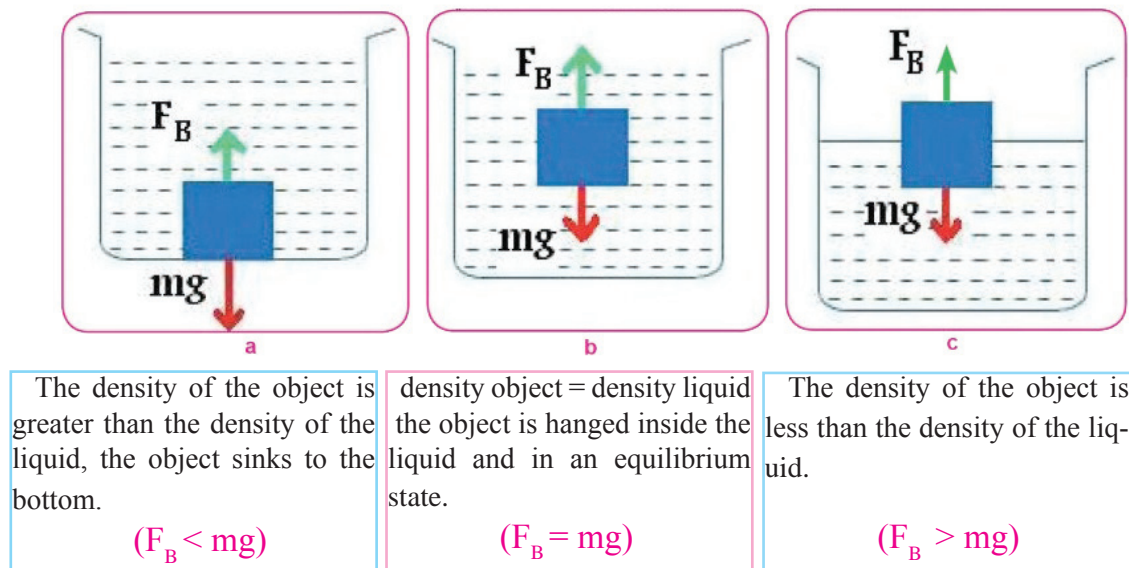 F_B
mg
a
F_B
mg
b
F_B
mg
c
The density of the object is
greater than the density of the
liquid, the object sinks to the
bottom.
(F_B < mg)
density object = density liquid
the object is hanged inside the
liquid and in an equilibrium
state.
(F_B = mg)
The density of the object is
less than the density of the liq-
uid.
(F_B > mg)